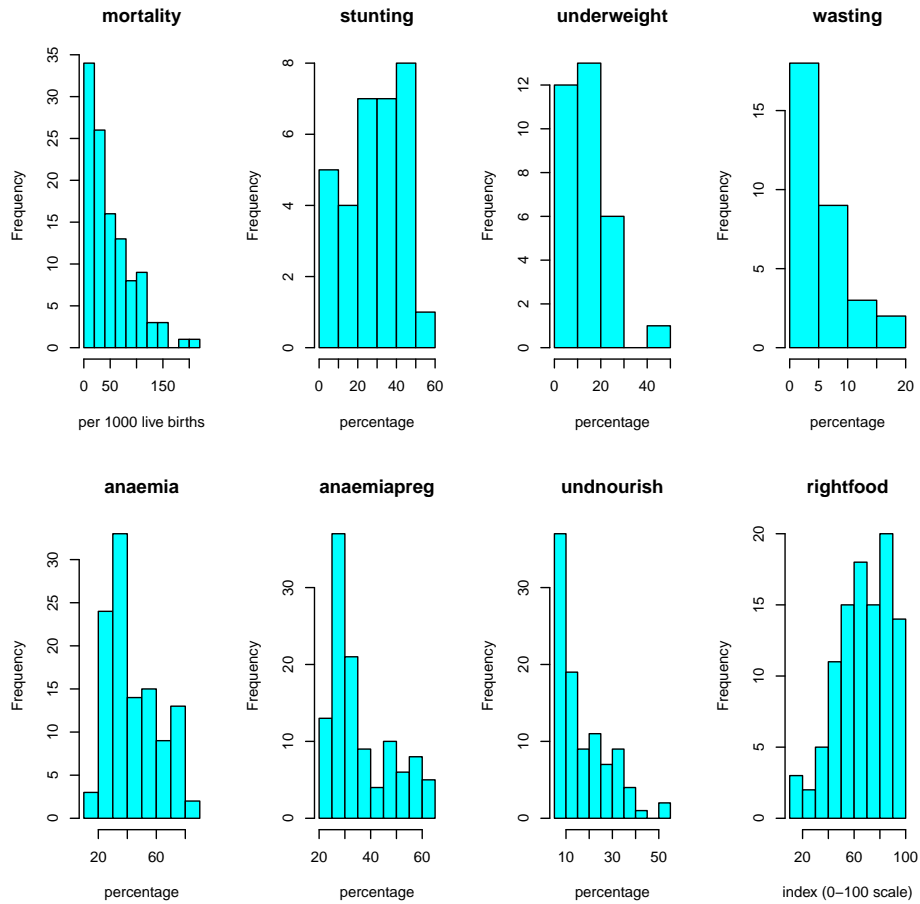 mortality
Frequency
0 5 10 15 20 25 30 35
0 50 150
per 1000 live births
stunting
Frequency
0 2 4 6 8
0 20 40 60
percentage
underweight
Frequency
0 2 4 6 8 10 12
0 20 40
percentage
wasting
Frequency
0 5 10 15
0 5 10 20
percentage
anaemia
Frequency
0 5 10 15 20 25 30
20 60
percentage
anaemiapreg
Frequency
0 10 20 30
20 40 60
percentage
undnourish
Frequency
0 10 20 30
10 30 50
percentage
rightfood
Frequency
0 5 10 15 20
20 60 100
index (0−100 scale)